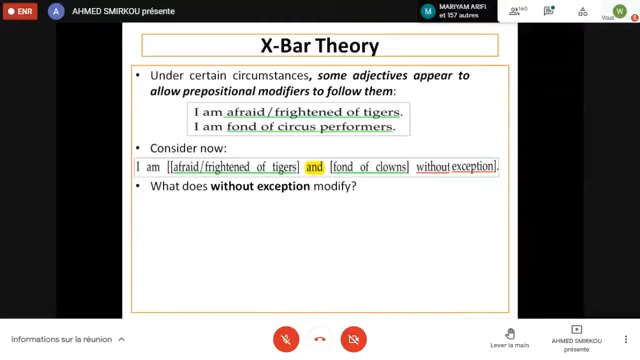 ENR
A
AHMED SMIRKOU présente
M
MARIYAM ARIFI
et 157 autres
160
W
Vous
X-Bar Theory
• Under certain circumstances, some adjectives appear to
allow prepositional modifiers to follow them:
I am afraid/frightened of tigers.
I am fond of circus performers.
• Consider now:
I am [[afraid/frightened of tigers] and [fond of clowns] without exception].
• What does without exception modify?
Informations sur la réunion
Lever la main
AHMED SMIRKOU
présente